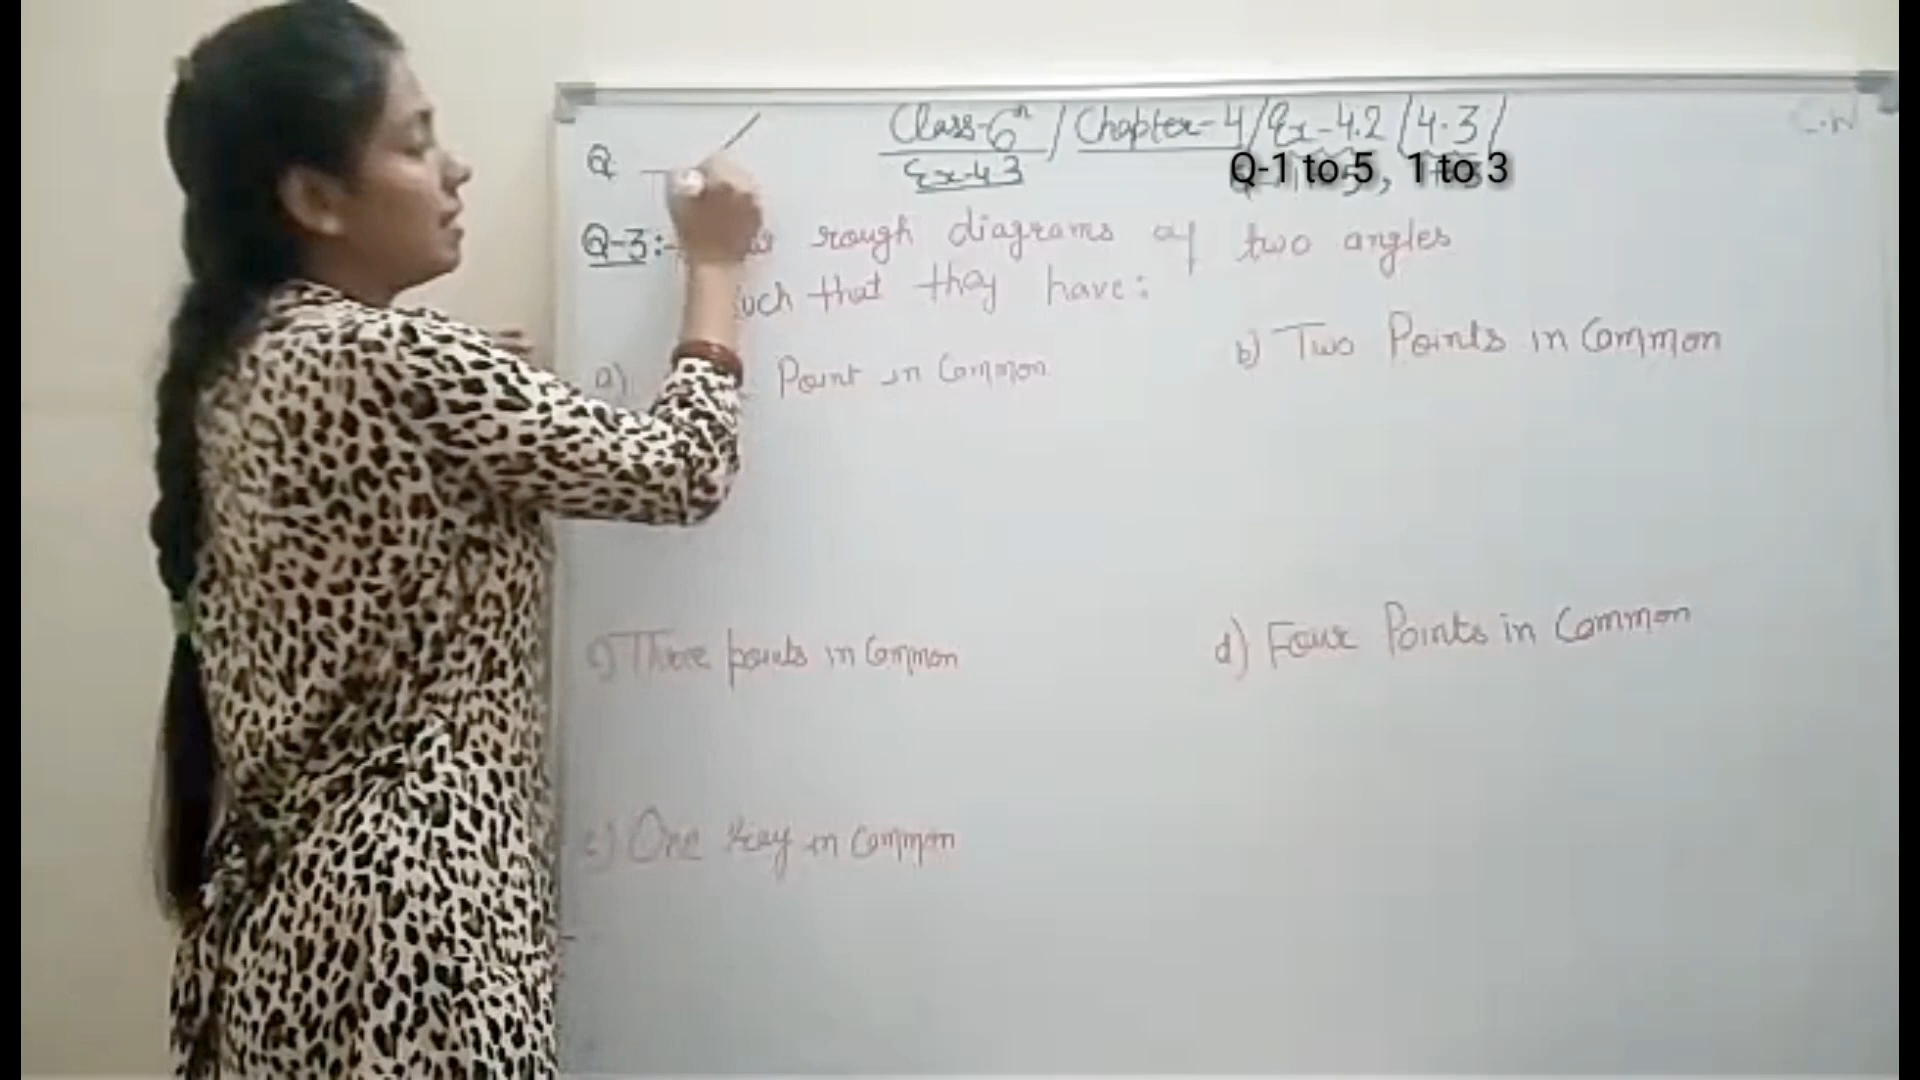 Class-6th / Chapter-4 / Ex-4.2 / 4.3 /
Ex-4.3
Q-1 to 5, 1 to 3
Q
Q-3:- rough diagrams of two angles
such that they have:
a) Point in Common
b) Two Points in Common
c) Three points in Common
d) Four Points in Common
e) One ray in Common
C.W